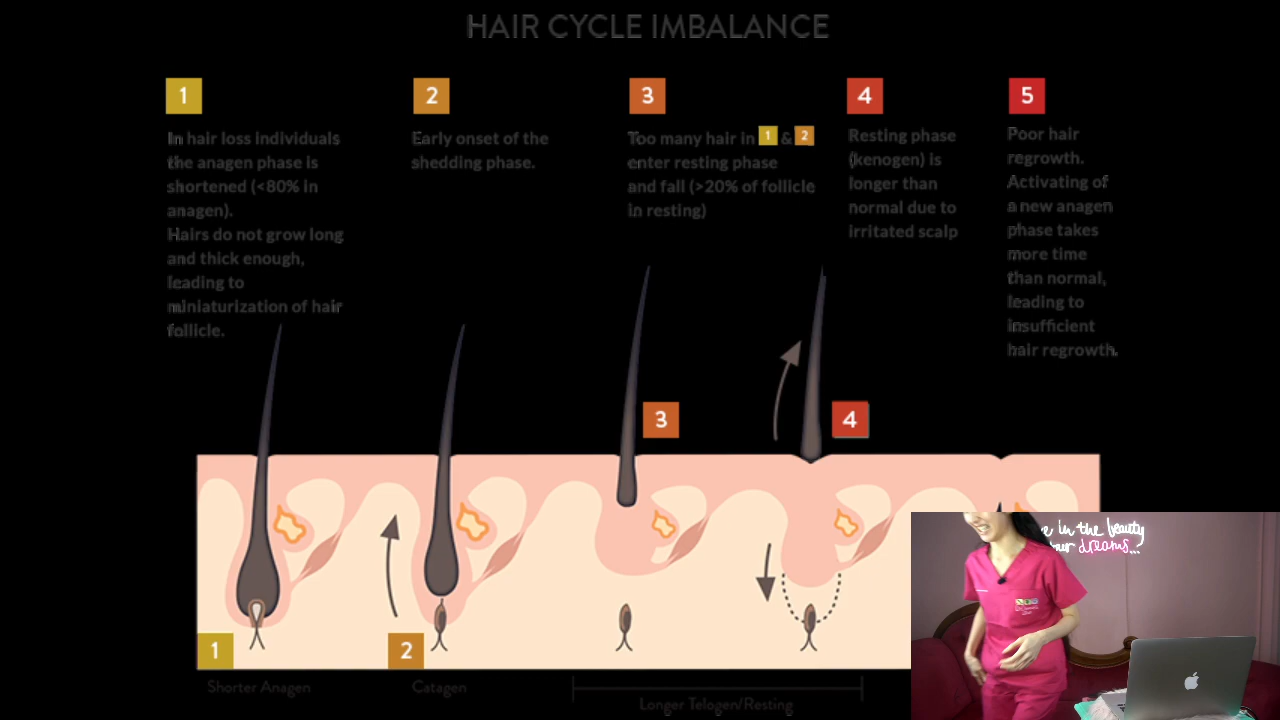 HAIR CYCLE IMBALANCE
1
In hair loss individuals
the anagen phase is
shortened (<80% in
anagen).
Hairs do not grow long
and thick enough,
leading to
miniaturization of hair
follicle.
2
Early onset of the
shedding phase.
3
Too many hair in 1 & 2
enter resting phase
and fall (>20% of follicle
in resting)
4
Resting phase
(kenogen) is
longer than
normal due to
irritated scalp
5
Poor hair
regrowth.
Activating of
a new anagen
phase takes
more time
than normal,
leading to
insufficient
hair regrowth.
3
4
1
2
Shorter Anagen
Catagen
Longer Telogen/Resting
in the beauty
dreams...